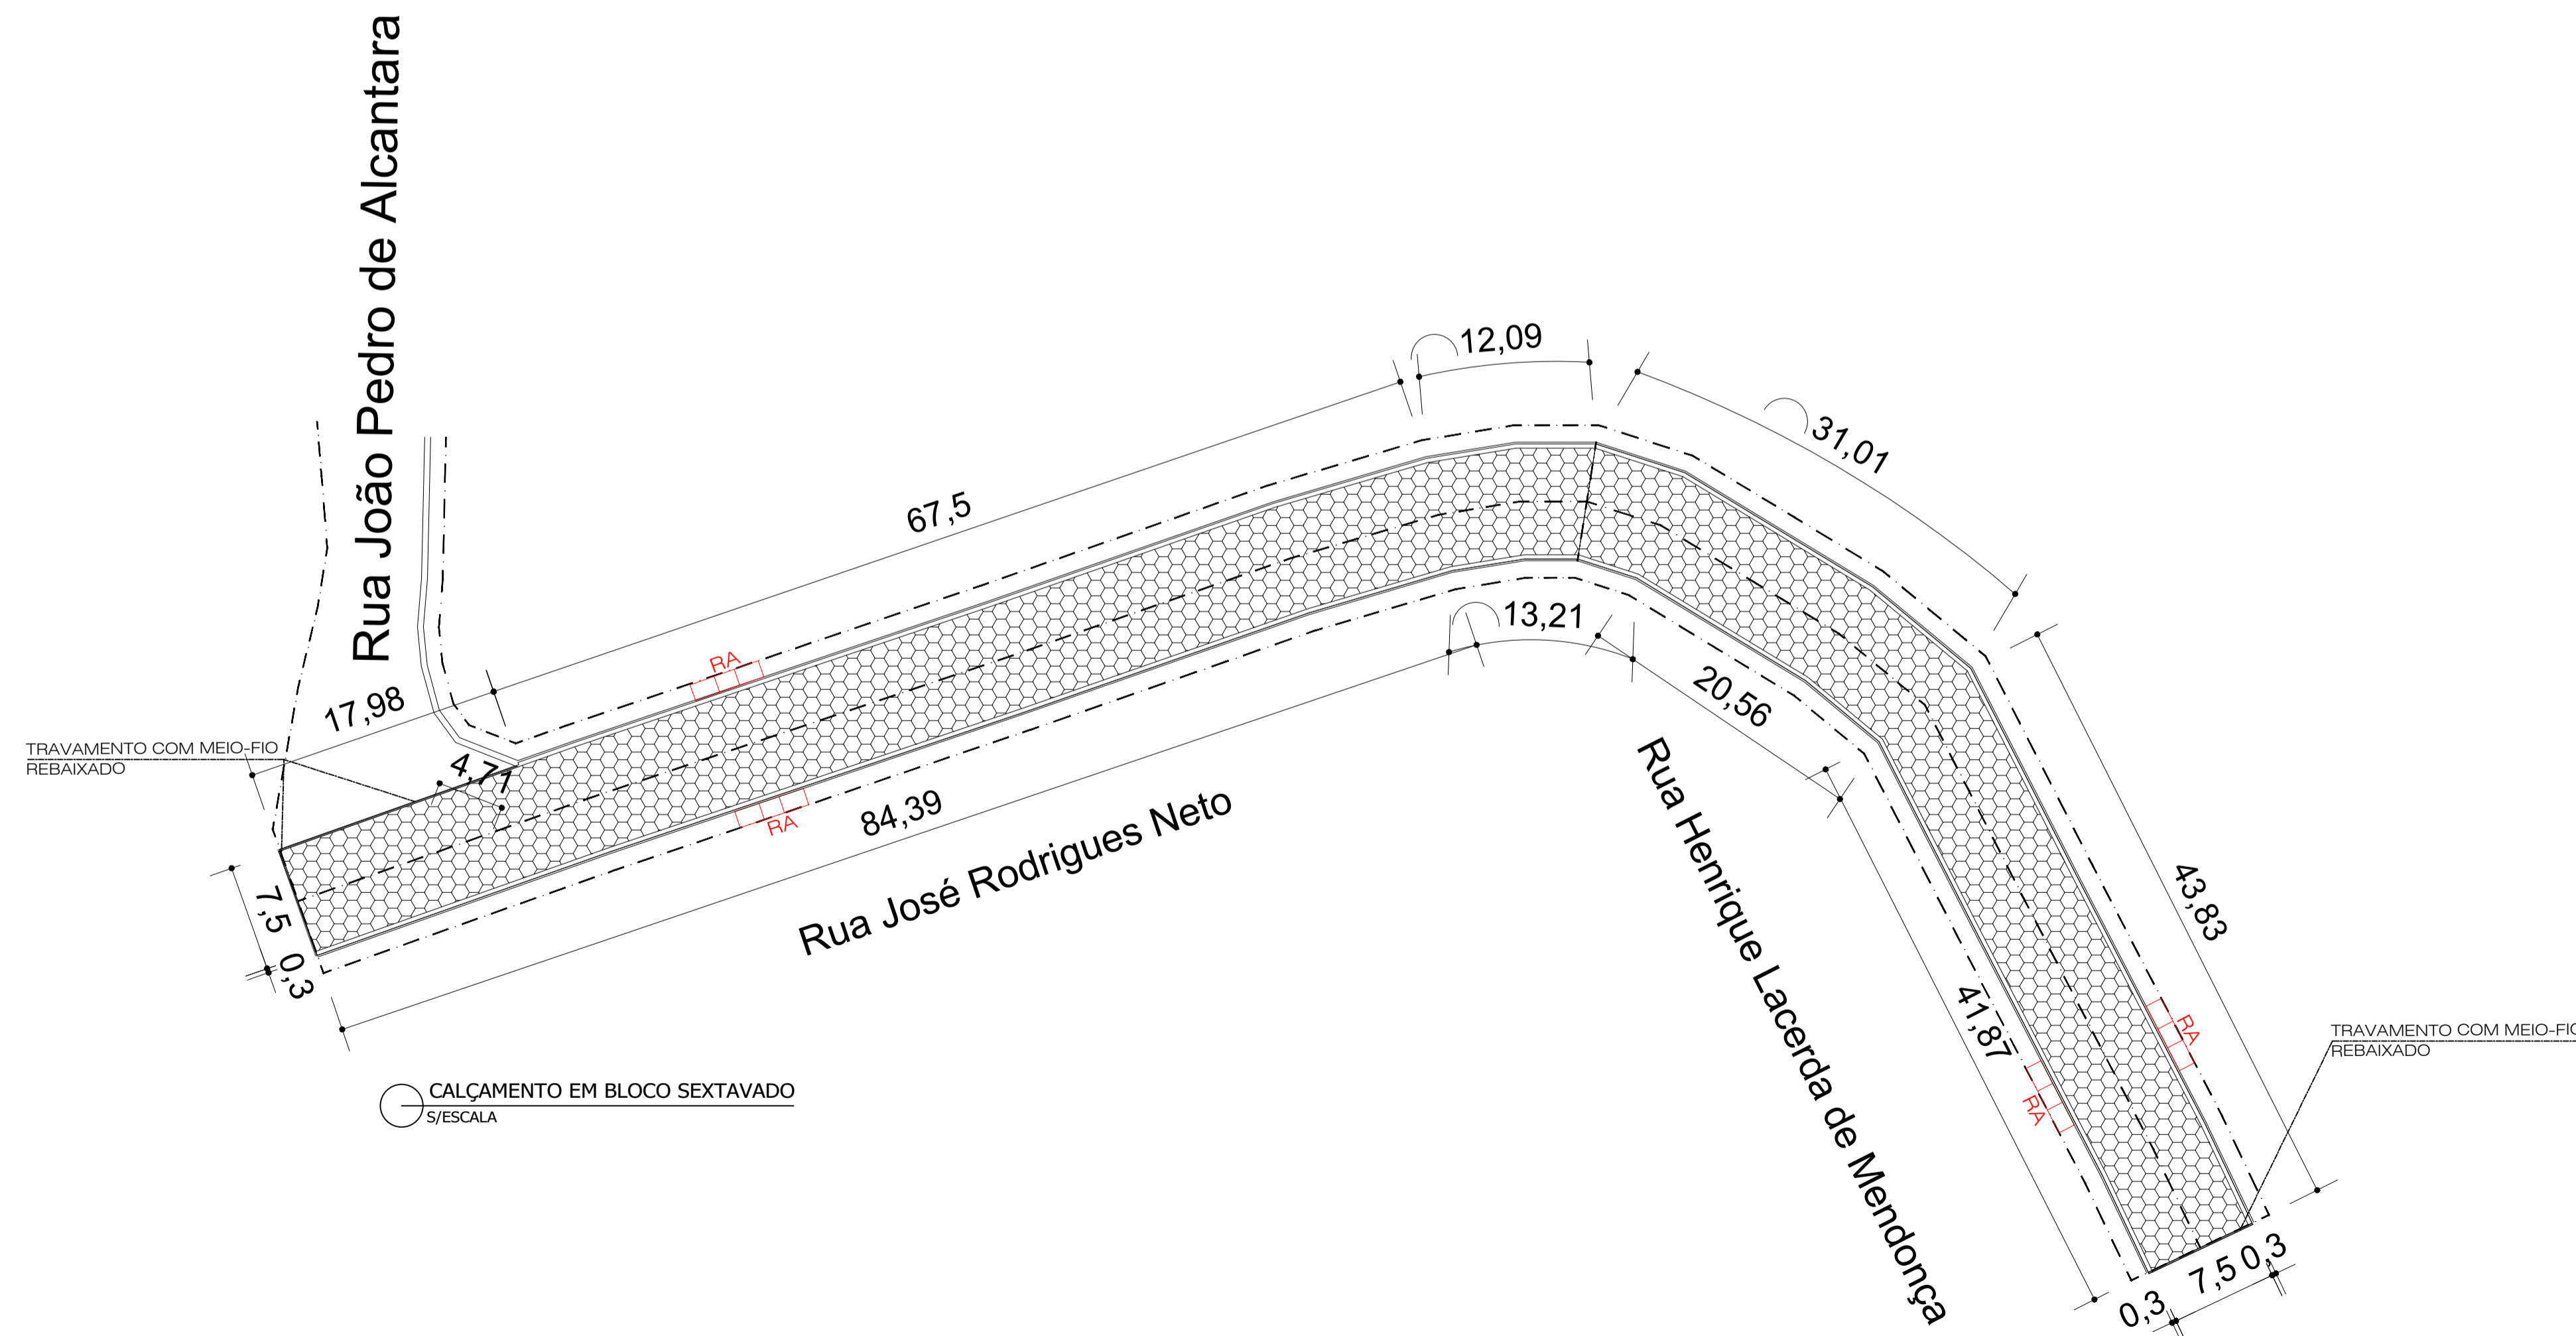 Rua João Pedro de Alcantara
12,09
31,01
67,5
13,21
17,98
20,56
RA
TRAVAMENTO COM MEIO-FIO
REBAIXADO
4,71
84,39
RA
Rua José Rodrigues Neto
Rua Henrique Lacerda de Mendonça
7,5
0,3
43,83
41,87
RA
RA
TRAVAMENTO COM MEIO-FIO
REBAIXADO
CALÇAMENTO EM BLOCO SEXTAVADO
S/ESCALA
0,3
7,5
0,3